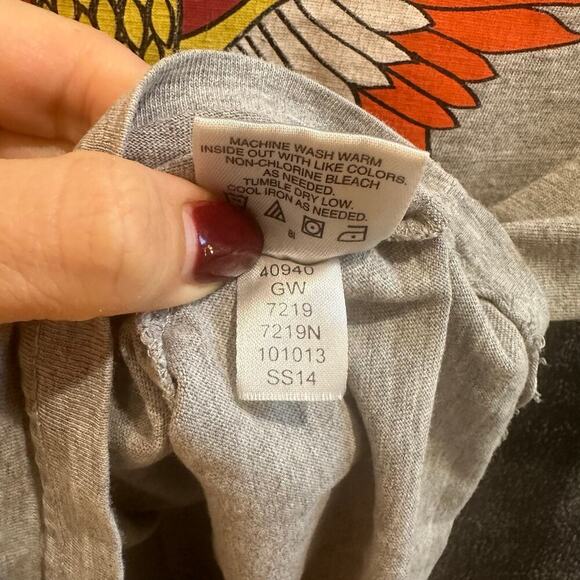 MACHINE WASH WARM
INSIDE OUT WITH LIKE COLORS.
NON-CHLORINE BLEACH
AS NEEDED.
TUMBLE DRY LOW.
COOL IRON AS NEEDED.
40940
GW
7219
7219N
101013
SS14